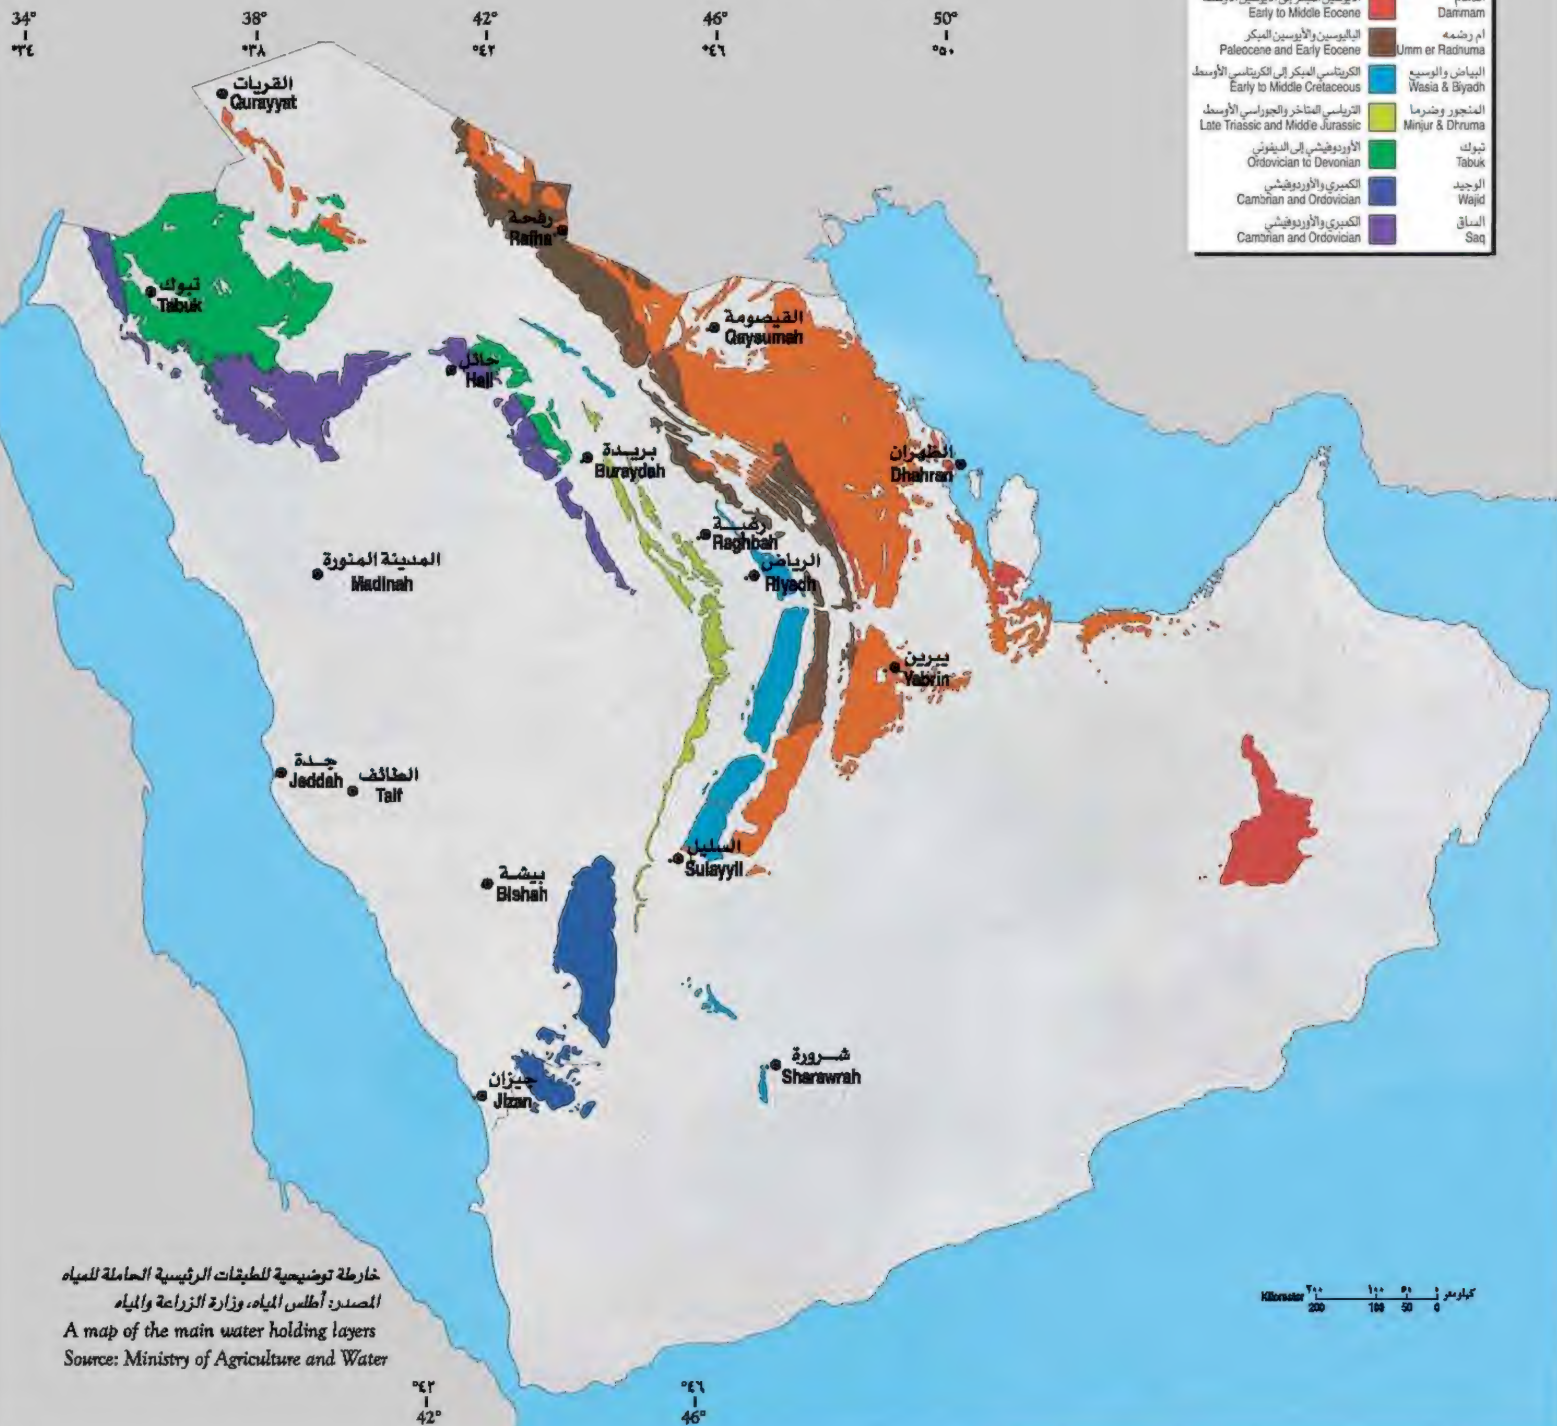 34° 38° 42° 46° 50°
°٣٤ °٣٨ °٤٢ °٤٦ °٥٠
Early to Middle Eocene Dammam
الباليوسين والأيوسين المبكر ام رضمه
Paleocene and Early Eocene Umm er Radhuma
الكريتاسي المبكر إلى الكريتاسي الأوسط البياض والوسيع
Early to Middle Cretaceous Wasia & Biyadh
الترياسي المتاخر والجوراسي الأوسط المنجور وضرما
Late Triassic and Middle Jurassic Minjur & Dhruma
الأوردوفيشي إلى الديفوني تبوك
Ordovician to Devonian Tabuk
الكمبري والأوردوفيشي الوجيد
Cambrian and Ordovician Wajid
الكمبري والأوردوفيشي الساق
Cambrian and Ordovician Saq
القريات
Qurayyat
رفحة
Rafha
تبوك
Tabuk
القيصومة
Qaysumah
حائل
Hail
بريدة
Buraydah
الظهران
Dhahran
رغبة
Raghbah
الرياض
Riyadh
المدينة المنورة
Madinah
يبرين
Yabrin
جدة
Jeddah
الطائف
Taif
السليل
Sulayyil
بيشة
Bishah
شرورة
Sharawrah
جيزان
Jizan
خارطة توضيحية للطبقات الرئيسية الحاملة للمياه
المصدر: أطلس المياه، وزارة الزراعة والمياه
A map of the main water holding layers
Source: Ministry of Agriculture and Water
كيلومتر ٠ ٥٠ ١٠٠ ٢٠٠
Kilometer 200 100 50 0
°٤٢ °٤٦
42° 46°